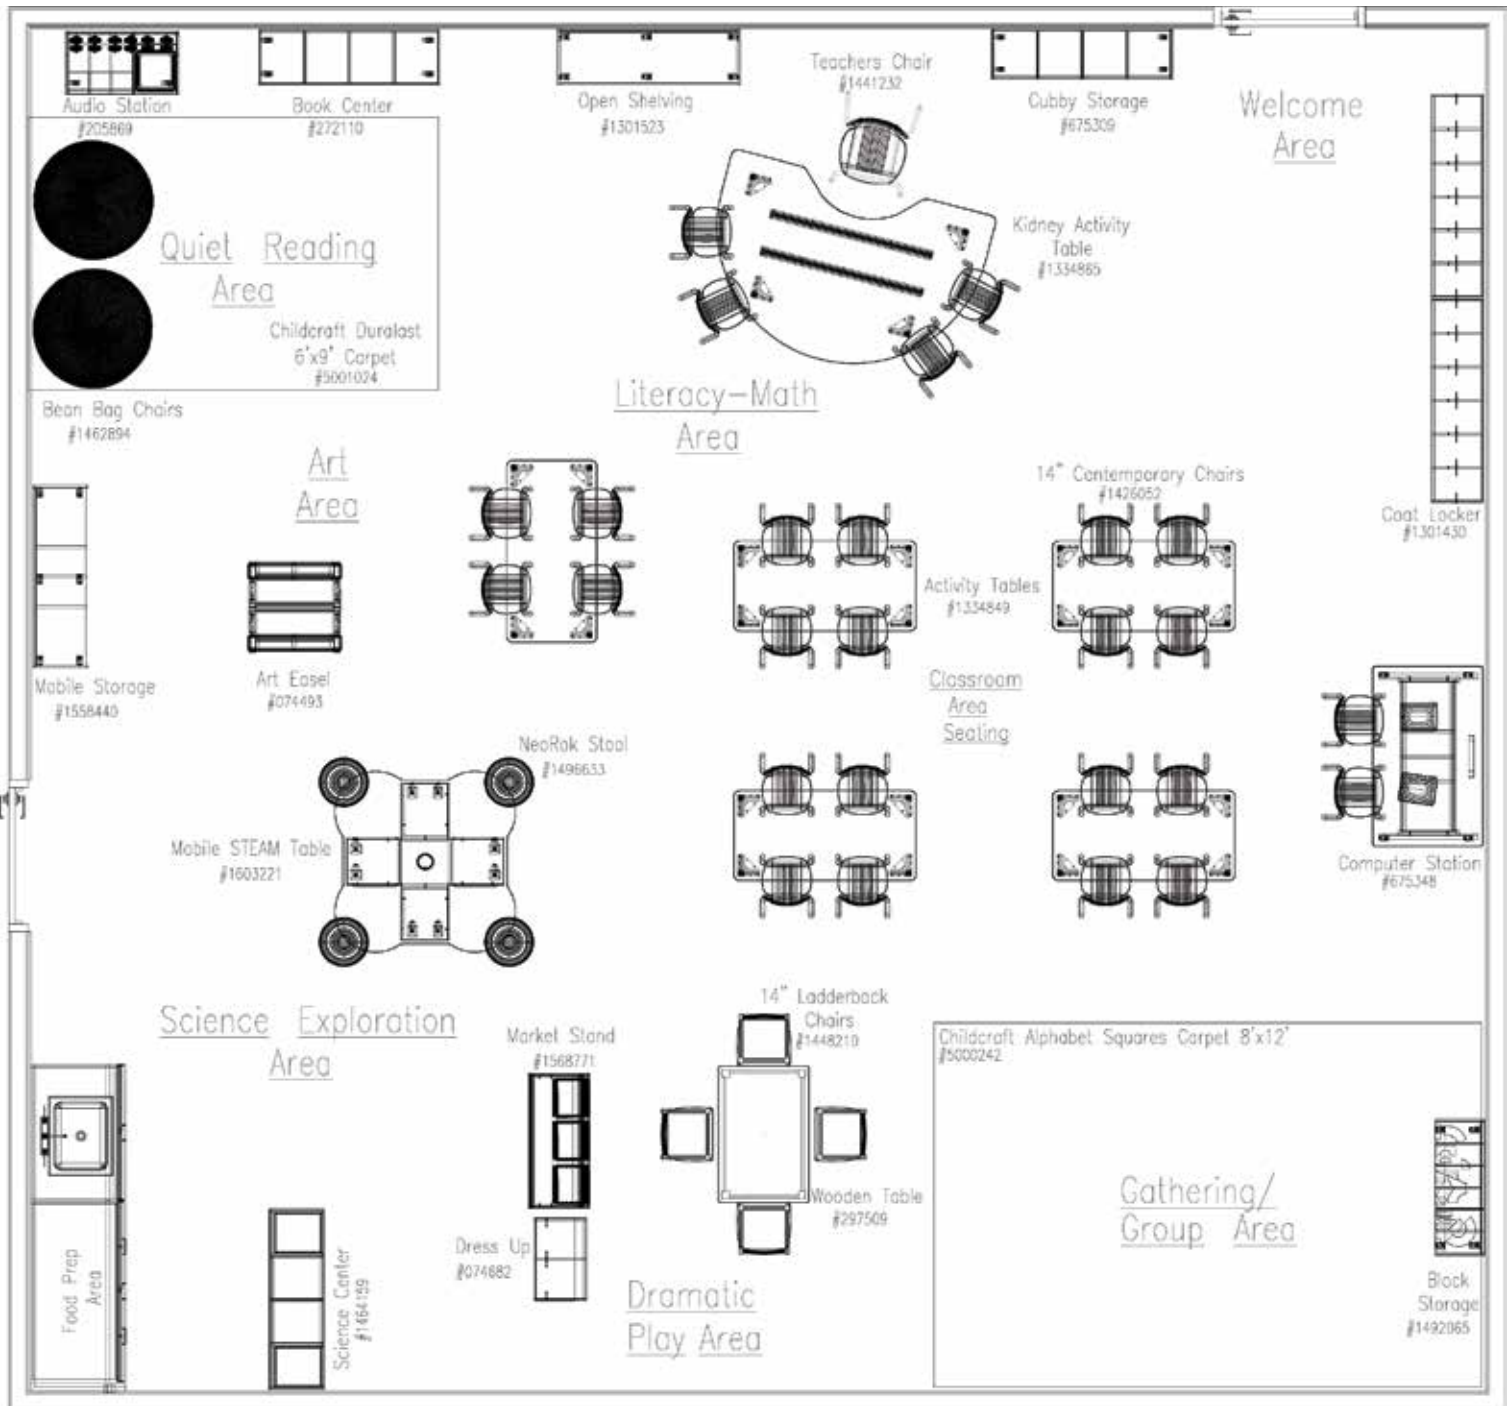 Audio Station
#205869
Book Center
#272110
Open Shelving
#1301523
Teachers Chair
#1441232
Cubby Storage
#675309
Welcome
Area
Quiet Reading
Area
Childcraft Duralast
6'x9' Carpet
#5001024
Bean Bag Chairs
#1462894
Kidney Activity
Table
#1334865
Literacy-Math
Area
Art
Area
14" Contemporary Chairs
#1426052
Coat Locker
#1301430
Activity Tables
#1334849
Mobile Storage
#1558440
Art Easel
#074493
Classroom
Area
Seating
NeoRok Stool
#1496633
Mobile STEAM Table
#1603221
Computer Station
#675348
Science Exploration
Area
Market Stand
#1568771
14" Ladderback
Chairs
#1448210
Childcraft Alphabet Squares Carpet 8'x12'
#5000242
Wooden Table
#297509
Dress Up
#074682
Gathering/
Group Area
Food Prep
Area
Science Center
#1464159
Dramatic
Play Area
Block
Storage
#1492065